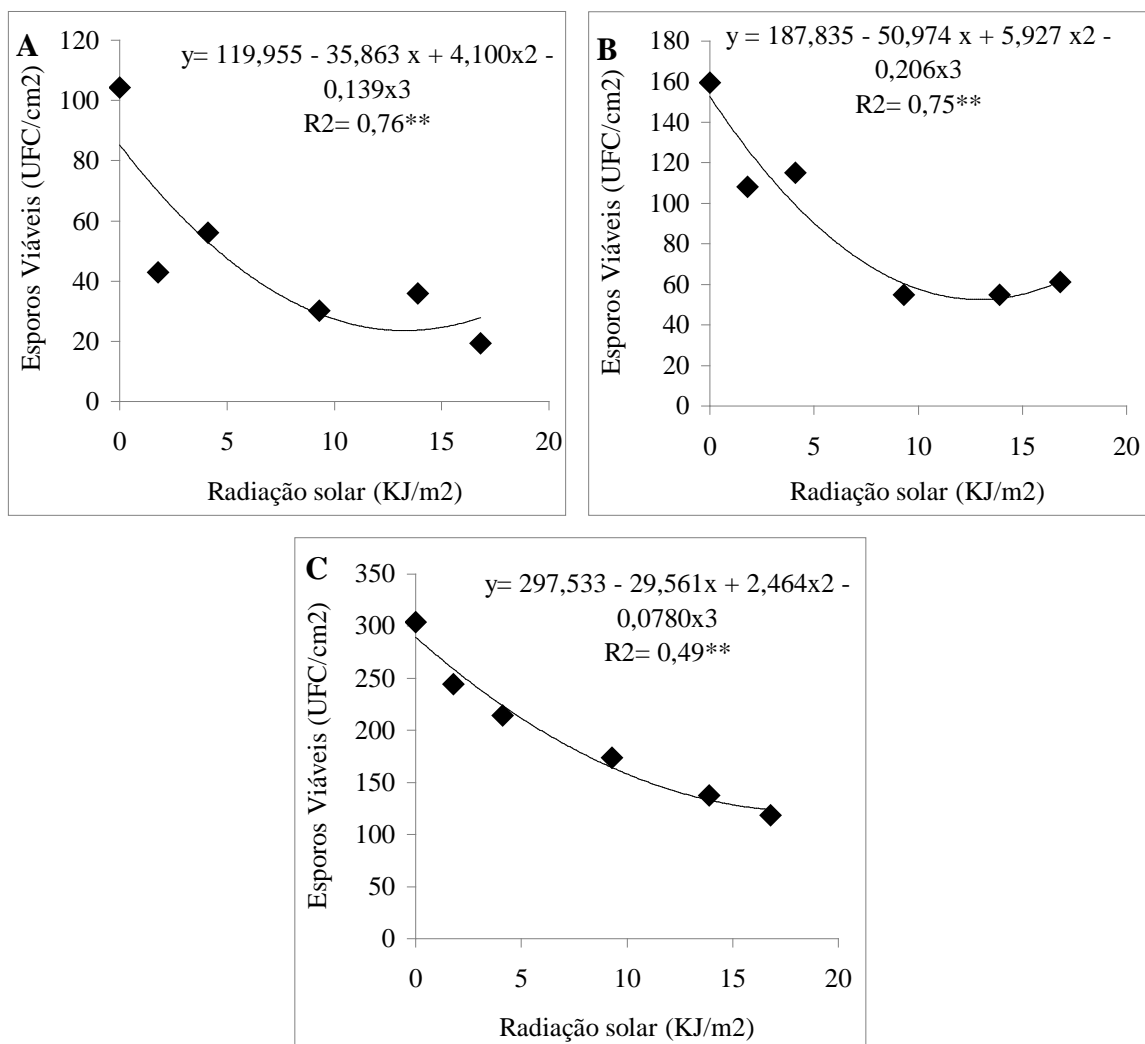 A
y= 119,955 - 35,863 x + 4,100x2 -
0,139x3
R2= 0,76**
Esporos Viáveis (UFC/cm2)
120
100
80
60
40
20
0
0 5 10 15 20
Radiação solar (KJ/m2)
B
y = 187,835 - 50,974 x + 5,927 x2 -
0,206x3
R2= 0,75**
Esporos Viáveis (UFC/cm2)
180
160
140
120
100
80
60
40
20
0
0 5 10 15 20
Radiação solar (KJ/m2)
C
y= 297,533 - 29,561x + 2,464x2 -
0,0780x3
R2= 0,49**
Esporos Viáveis (UFC/cm2)
350
300
250
200
150
100
50
0
0 5 10 15 20
Radiação solar (KJ/m2)